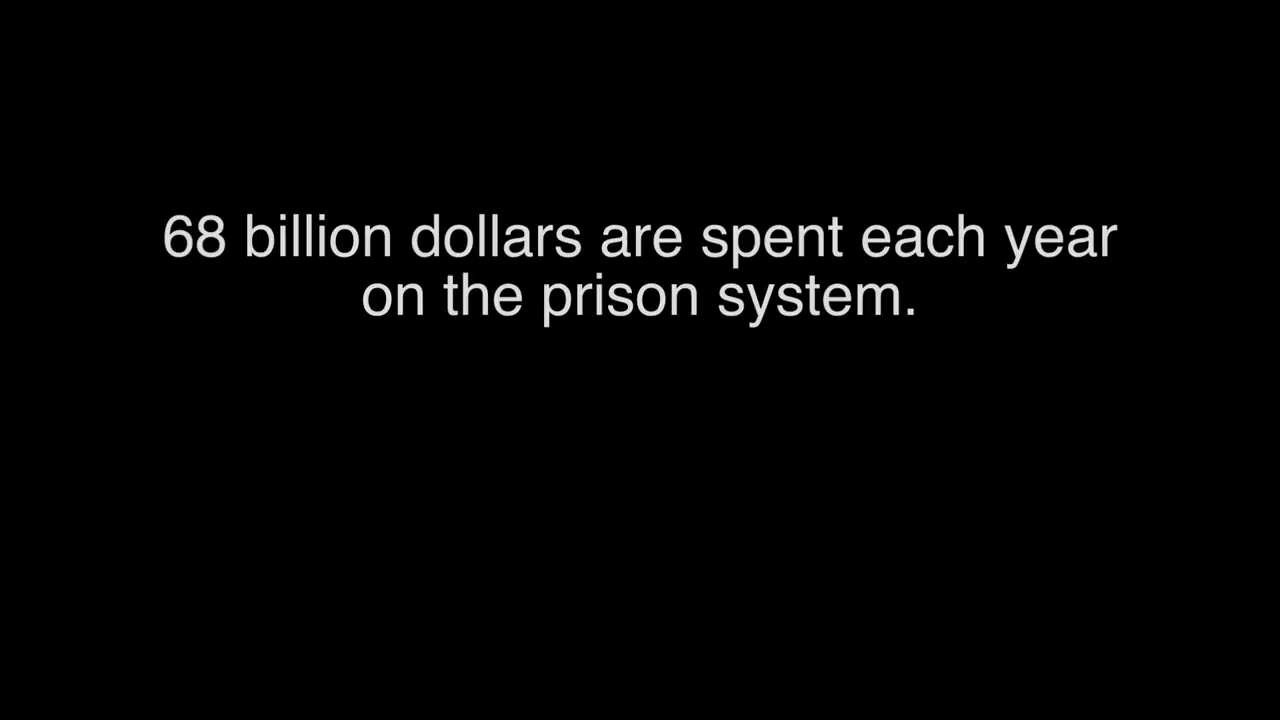 68 billion dollars are spent each year
on the prison system.